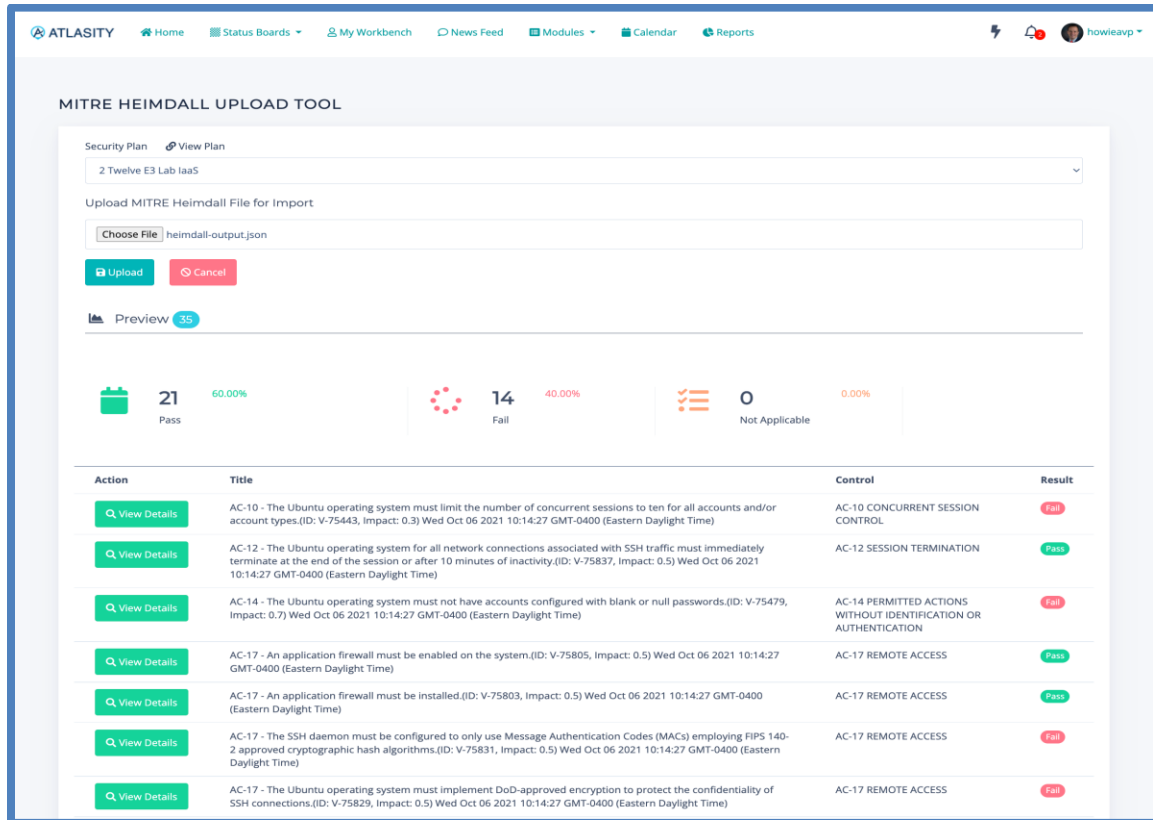 ATLASITY Home Status Boards My Workbench News Feed Modules Calendar Reports 2 howieavp
MITRE HEIMDALL UPLOAD TOOL
Security Plan View Plan
2 Twelve E3 Lab IaaS
Upload MITRE Heimdall File for Import
Choose File heimdall-output.json
Upload Cancel
Preview 35
21 60.00% 14 40.00% 0 0.00%
Pass Fail Not Applicable
Action Title Control Result
View Details AC-10 - The Ubuntu operating system must limit the number of concurrent sessions to ten for all accounts and/or AC-10 CONCURRENT SESSION Fail
account types.(ID: V-75443, Impact: 0.3) Wed Oct 06 2021 10:14:27 GMT-0400 (Eastern Daylight Time) CONTROL
View Details AC-12 - The Ubuntu operating system for all network connections associated with SSH traffic must immediately AC-12 SESSION TERMINATION Pass
terminate at the end of the session or after 10 minutes of inactivity.(ID: V-75837, Impact: 0.5) Wed Oct 06 2021
10:14:27 GMT-0400 (Eastern Daylight Time)
View Details AC-14 - The Ubuntu operating system must not have accounts configured with blank or null passwords.(ID: V-75479, AC-14 PERMITTED ACTIONS Fail
Impact: 0.7) Wed Oct 06 2021 10:14:27 GMT-0400 (Eastern Daylight Time) WITHOUT IDENTIFICATION OR
AUTHENTICATION
View Details AC-17 - An application firewall must be enabled on the system.(ID: V-75805, Impact: 0.5) Wed Oct 06 2021 10:14:27 AC-17 REMOTE ACCESS Pass
GMT-0400 (Eastern Daylight Time)
View Details AC-17 - An application firewall must be installed.(ID: V-75803, Impact: 0.5) Wed Oct 06 2021 10:14:27 GMT-0400 AC-17 REMOTE ACCESS Pass
(Eastern Daylight Time)
View Details AC-17 - The SSH daemon must be configured to only use Message Authentication Codes (MACs) employing FIPS 140- AC-17 REMOTE ACCESS Fail
2 approved cryptographic hash algorithms.(ID: V-75831, Impact: 0.5) Wed Oct 06 2021 10:14:27 GMT-0400 (Eastern
Daylight Time)
View Details AC-17 - The Ubuntu operating system must implement DoD-approved encryption to protect the confidentiality of AC-17 REMOTE ACCESS Fail
SSH connections.(ID: V-75829, Impact: 0.5) Wed Oct 06 2021 10:14:27 GMT-0400 (Eastern Daylight Time)